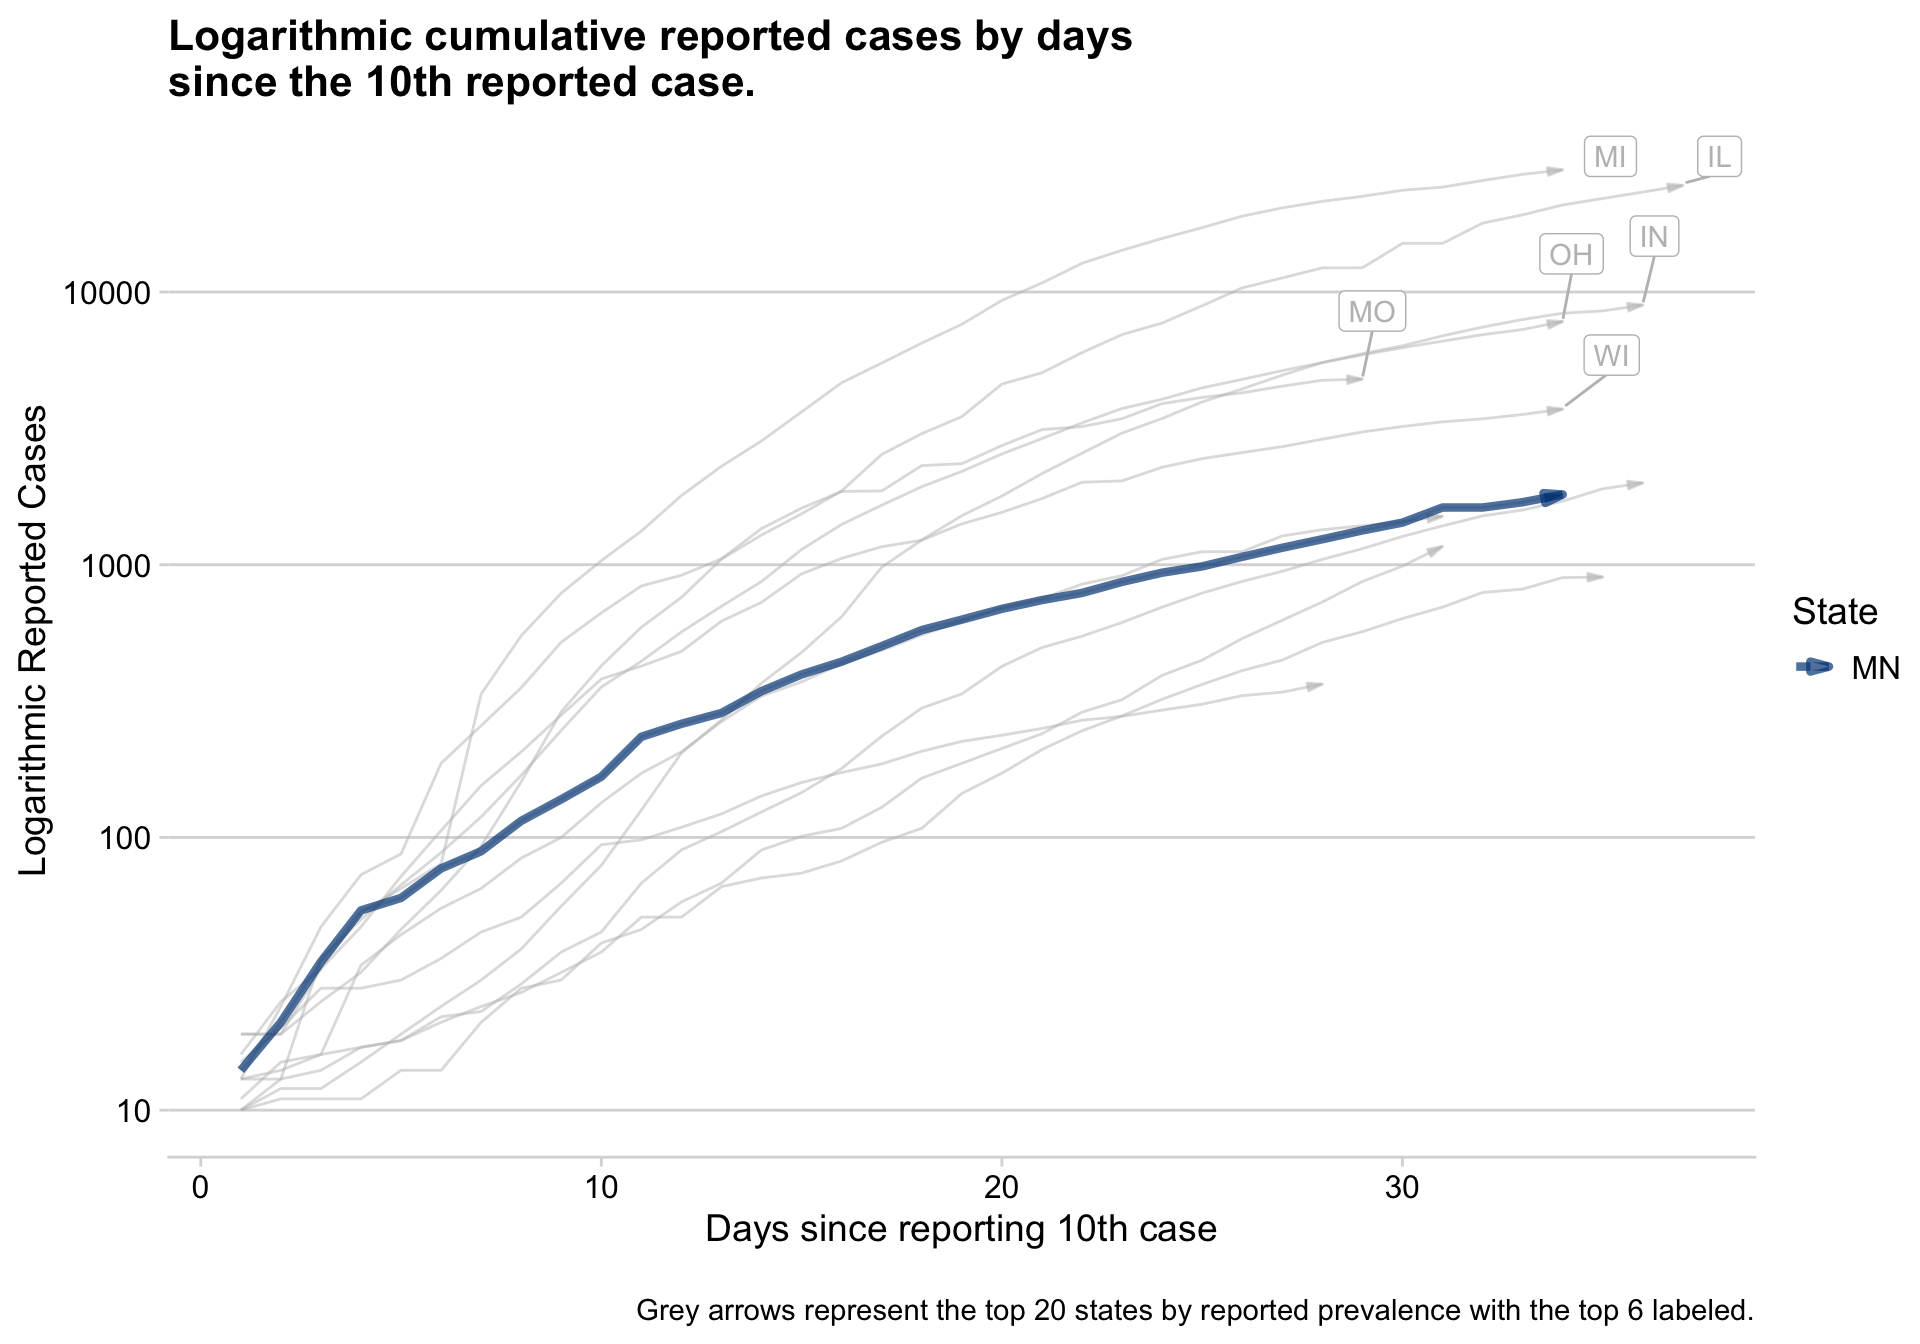 Logarithmic cumulative reported cases by days
since the 10th reported case.
MI
IL
IN
OH
MO
WI
10000
1000
100
10
Logarithmic Reported Cases
State
MN
0
10
20
30
Days since reporting 10th case
Grey arrows represent the top 20 states by reported prevalence with the top 6 labeled.